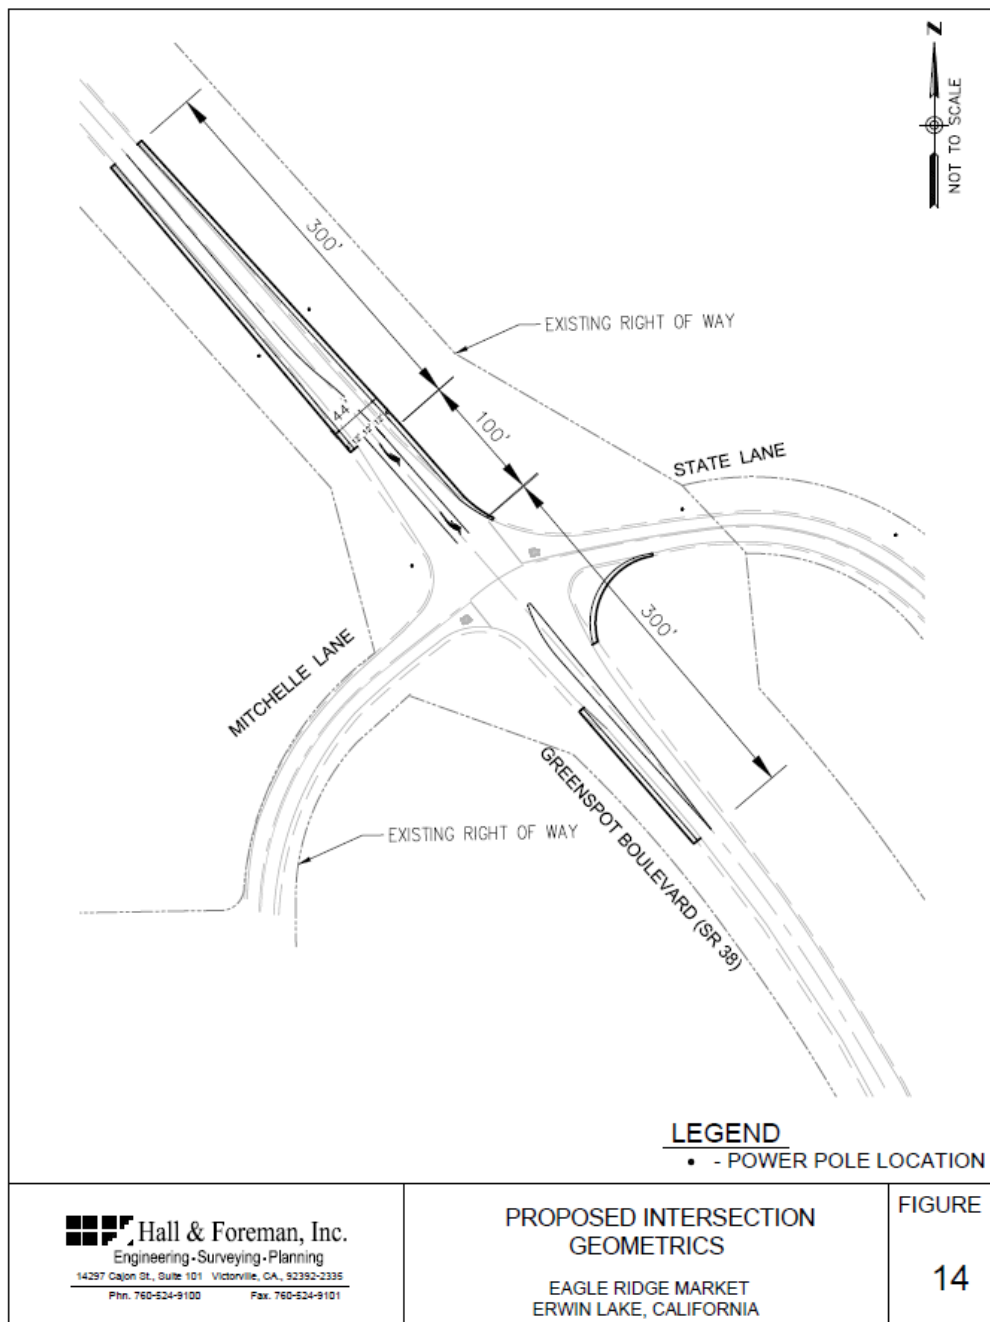 Z
NOT TO SCALE
300'
EXISTING RIGHT OF WAY
44'
12' 12' 12'
100'
STATE LANE
300'
MITCHELLE LANE
GREENSPOT BOULEVARD (SR 38)
EXISTING RIGHT OF WAY
LEGEND
• - POWER POLE LOCATION
Hall & Foreman, Inc.
Engineering•Surveying•Planning
14297 Cajon St., Suite 101 Victorville, CA., 92392-2335
Phn. 760-524-9100 Fax. 760-524-9101
PROPOSED INTERSECTION
GEOMETRICS
EAGLE RIDGE MARKET
ERWIN LAKE, CALIFORNIA
FIGURE
14